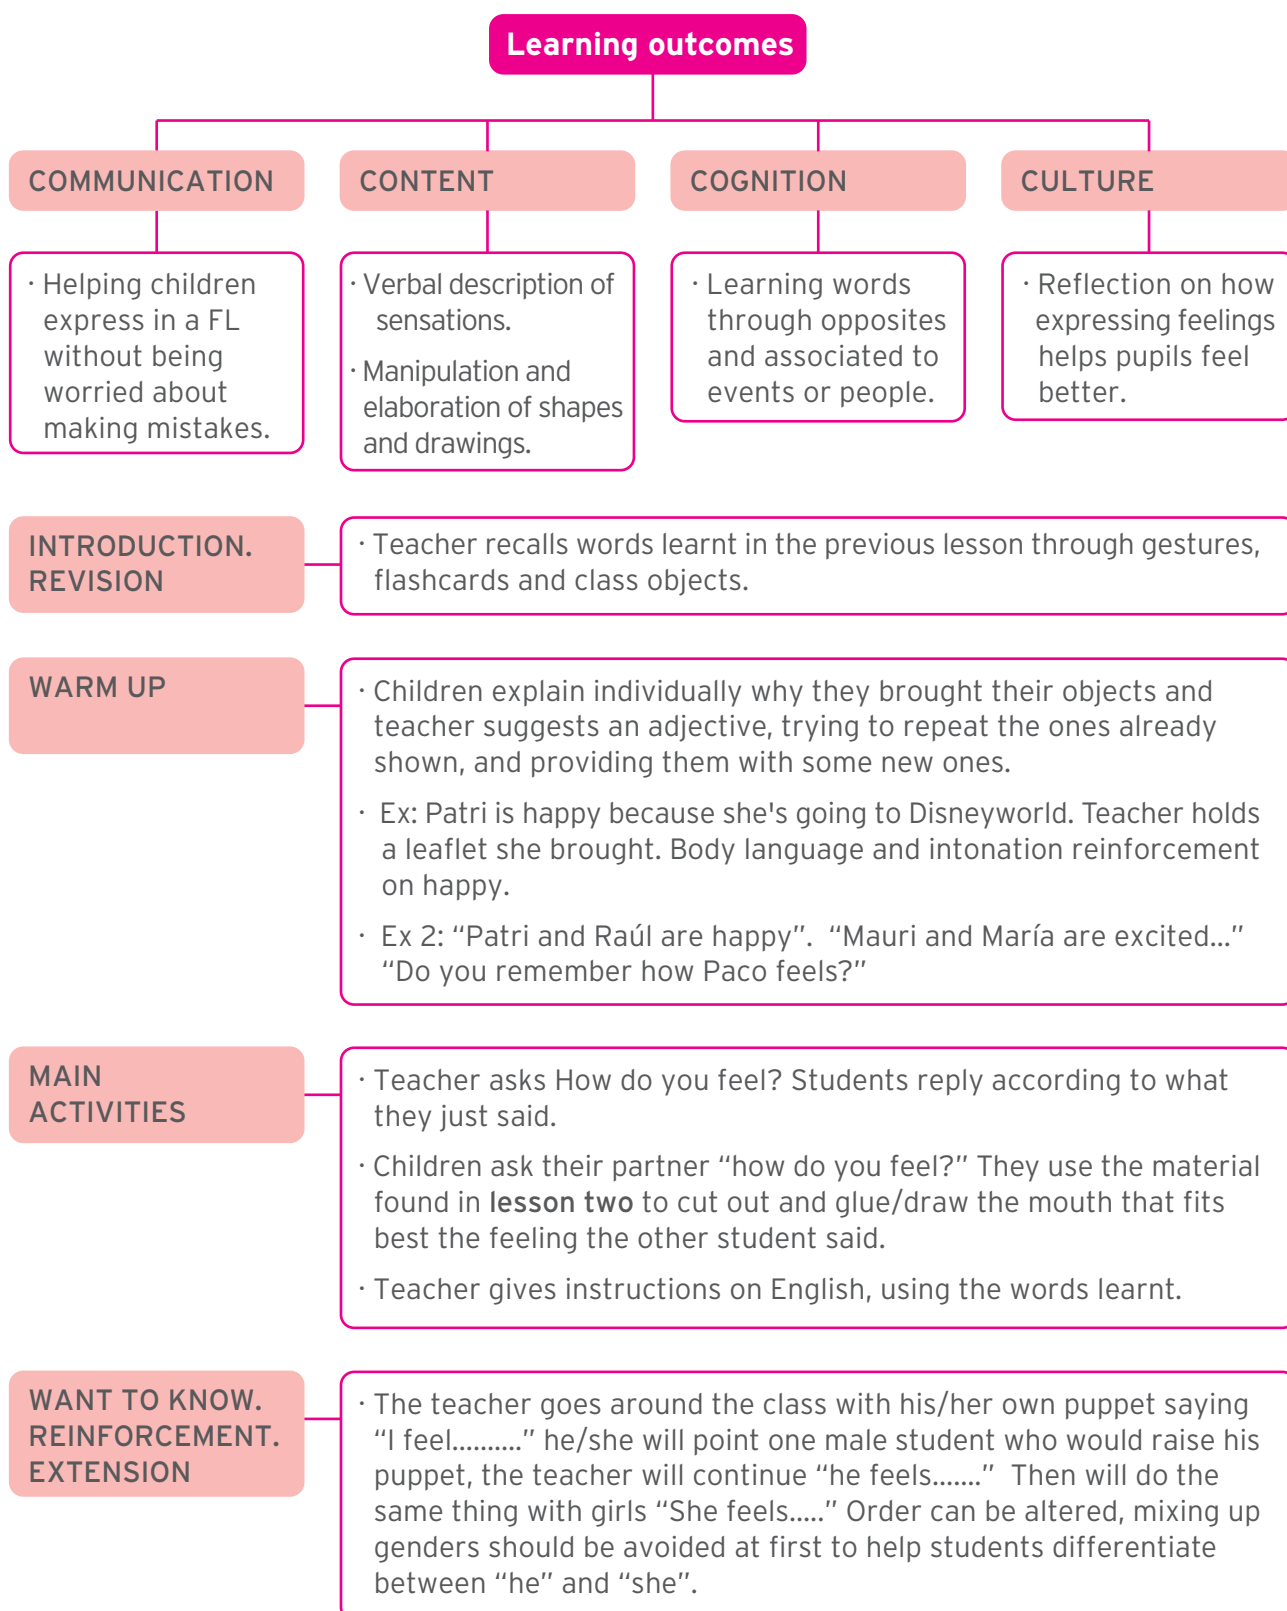 Learning outcomes
COMMUNICATION
· Helping children
express in a FL
without being
worried about
making mistakes.
CONTENT
· Verbal description of
sensations.
· Manipulation and
elaboration of shapes
and drawings.
COGNITION
· Learning words
through opposites
and associated to
events or people.
CULTURE
· Reflection on how
expressing feelings
helps pupils feel
better.
INTRODUCTION.
REVISION
· Teacher recalls words learnt in the previous lesson through gestures,
flashcards and class objects.
WARM UP
· Children explain individually why they brought their objects and
teacher suggests an adjective, trying to repeat the ones already
shown, and providing them with some new ones.
· Ex: Patri is happy because she's going to Disneyworld. Teacher holds
a leaflet she brought. Body language and intonation reinforcement
on happy.
· Ex 2: “Patri and Raúl are happy”. “Mauri and María are excited...”
“Do you remember how Paco feels?”
MAIN
ACTIVITIES
· Teacher asks How do you feel? Students reply according to what
they just said.
· Children ask their partner “how do you feel?” They use the material
found in lesson two to cut out and glue/draw the mouth that fits
best the feeling the other student said.
· Teacher gives instructions on English, using the words learnt.
WANT TO KNOW.
REINFORCEMENT.
EXTENSION
· The teacher goes around the class with his/her own puppet saying
“I feel..........” he/she will point one male student who would raise his
puppet, the teacher will continue “he feels.......” Then will do the
same thing with girls “She feels.....” Order can be altered, mixing up
genders should be avoided at first to help students differentiate
between “he” and “she”.